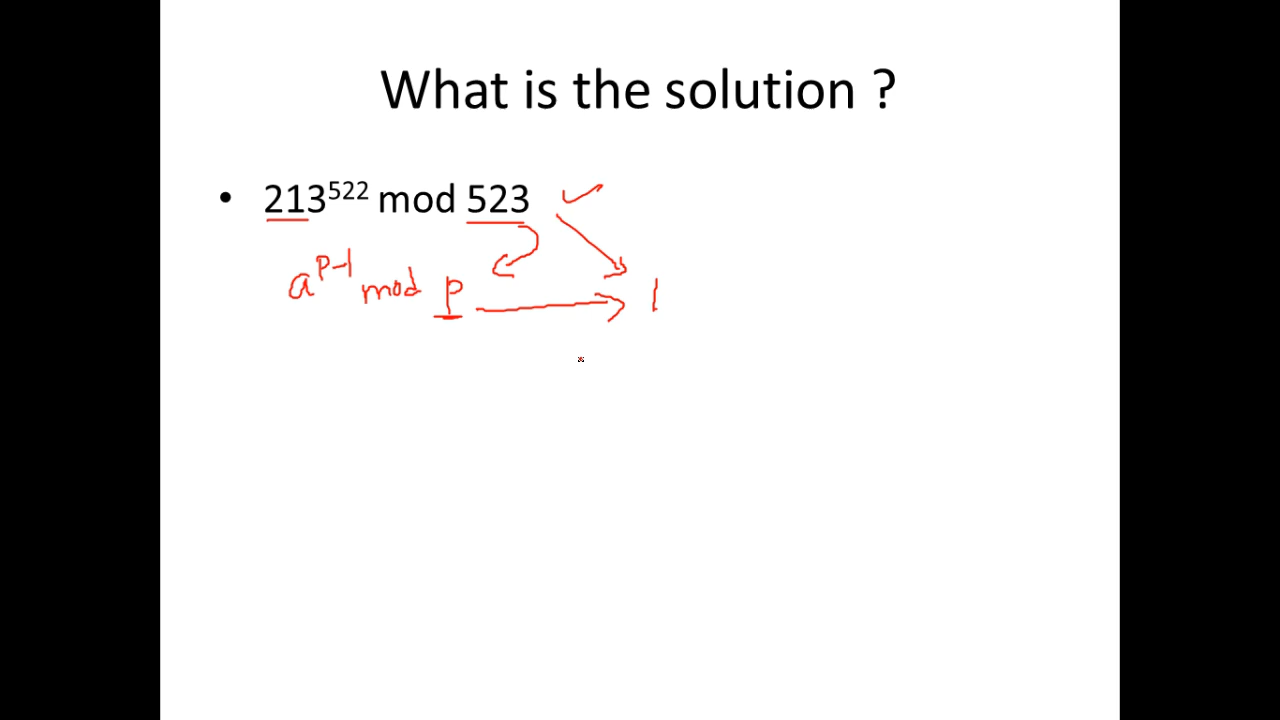 What is the solution ?
• 213⁵²² mod 523
a^{p-1} mod p → 1